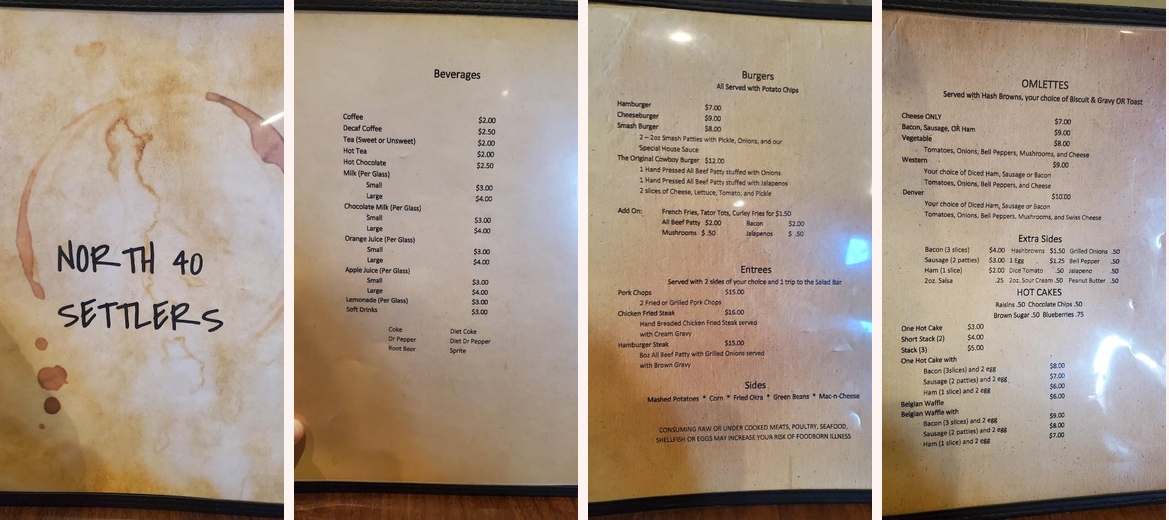 NORTH 40
SETTLERS
Beverages
Coffee $2.00
Decaf Coffee $2.50
Tea (Sweet or Unsweet) $2.00
Hot Tea $2.00
Hot Chocolate $2.50
Milk (Per Glass)
Small $3.00
Large $4.00
Chocolate Milk (Per Glass)
Small $3.00
Large $4.00
Orange Juice (Per Glass)
Small $3.00
Large $4.00
Apple Juice (Per Glass)
Small $3.00
Large $4.00
Lemonade (Per Glass) $3.00
Soft Drinks $3.00
Coke Diet Coke
Dr Pepper Diet Dr Pepper
Root Beer Sprite
Burgers
All Served with Potato Chips
Hamburger $7.00
Cheeseburger $9.00
Smash Burger $8.00
2 – 2oz Smash Patties with Pickle, Onions, and our
Special House Sauce
The Original Cowboy Burger $12.00
1 Hand Pressed All Beef Patty stuffed with Onions
1 Hand Pressed All Beef Patty stuffed with Jalapenos
2 slices of Cheese, Lettuce, Tomato, and Pickle
Add On: French Fries, Tator Tots, Curley Fries for $1.50
All Beef Patty $2.00 Bacon $2.00
Mushrooms $ .50 Jalapenos $ .50
Entrees
Served with 2 sides of your choice and 1 trip to the Salad Bar
Pork Chops $15.00
2 Fried or Grilled Pork Chops
Chicken Fried Steak $16.00
Hand Breaded Chicken Fried Steak served
with Cream Gravy
Hamburger Steak $15.00
8oz All Beef Patty with Grilled Onions served
with Brown Gravy
Sides
Mashed Potatoes * Corn * Fried Okra * Green Beans * Mac-n-Cheese
CONSUMING RAW OR UNDER COOKED MEATS, POULTRY, SEAFOOD,
SHELLFISH OR EGGS MAY INCREASE YOUR RISK OF FOODBORN ILLNESS
OMLETTES
Served with Hash Browns, your choice of Biscuit & Gravy OR Toast
Cheese ONLY $7.00
Bacon, Sausage, OR Ham $9.00
Vegetable $8.00
Tomatoes, Onions, Bell Peppers, Mushrooms, and Cheese
Western $9.00
Your choice of Diced Ham, Sausage or Bacon
Tomatoes, Onions, Bell Peppers, and Cheese
Denver $10.00
Your choice of Diced Ham, Sausage or Bacon
Tomatoes, Onions, Bell Peppers, Mushrooms, and Swiss Cheese
Extra Sides
Bacon (3 slices) $4.00 Hashbrowns $1.50 Grilled Onions .50
Sausage (2 patties) $3.00 1 Egg $1.25 Bell Pepper .50
Ham (1 slice) $2.00 Dice Tomato .50 Jalapeno .50
2oz. Salsa .25 2oz. Sour Cream .50 Peanut Butter .50
HOT CAKES
Raisins .50 Chocolate Chips .50
Brown Sugar .50 Blueberries .75
One Hot Cake $3.00
Short Stack (2) $4.00
Stack (3) $5.00
One Hot Cake with
Bacon (3slices) and 2 egg $8.00
Sausage (2 patties) and 2 egg $7.00
Ham (1 slice) and 2 egg $6.00
Belgian Waffle $6.00
Belgian Waffle with
Bacon (3 slices) and 2 egg $9.00
Sausage (2 patties) and 2 egg $8.00
Ham (1 slice) and 2 egg $7.00